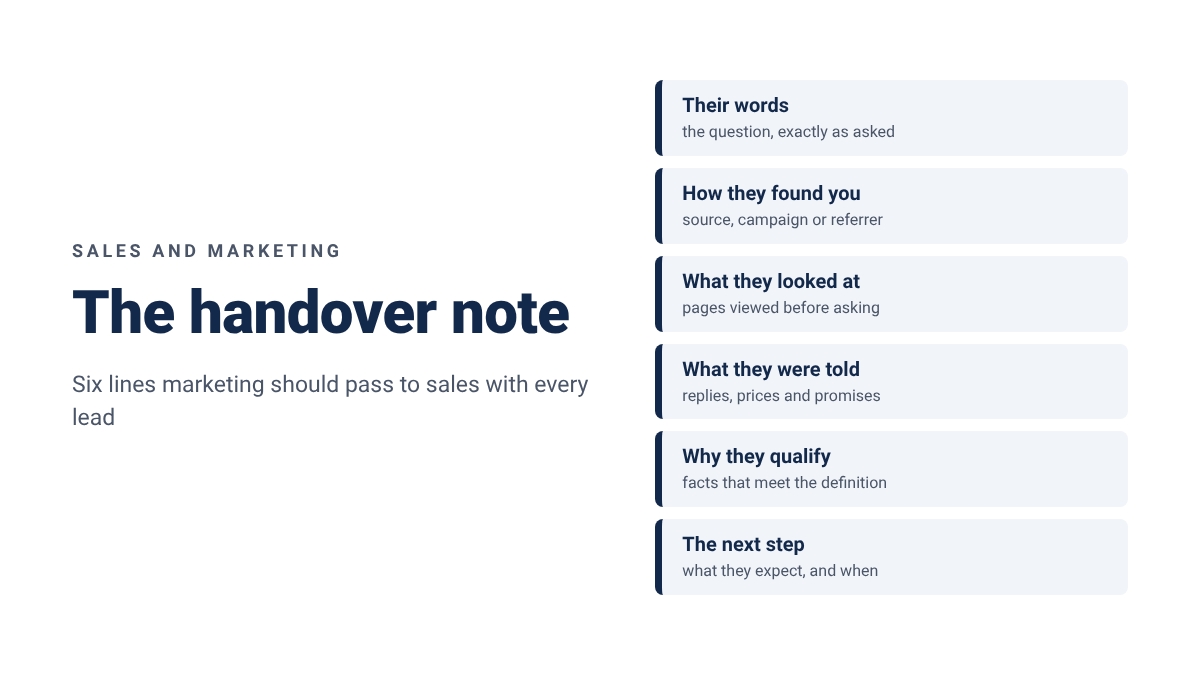 SALES AND MARKETING
The handover note
Six lines marketing should pass to sales with every
lead
Their words
the question, exactly as asked
How they found you
source, campaign or referrer
What they looked at
pages viewed before asking
What they were told
replies, prices and promises
Why they qualify
facts that meet the definition
The next step
what they expect, and when